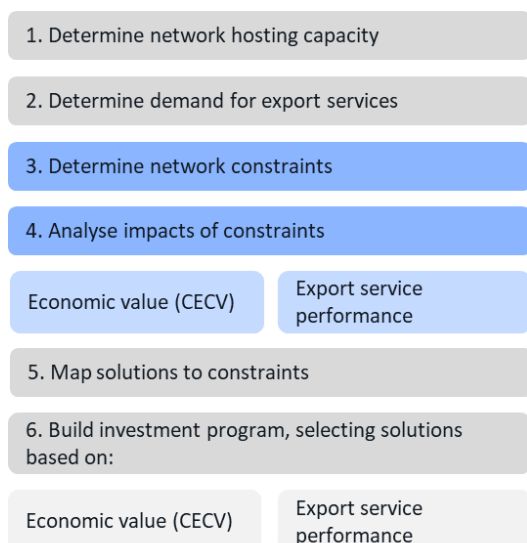 1. Determine network hosting capacity
2. Determine demand for export services
3. Determine network constraints
4. Analyse impacts of constraints
Economic value (CECV)
Export service
performance
5. Map solutions to constraints
6. Build investment program, selecting solutions
based on:
Economic value (CECV)
Export service
performance